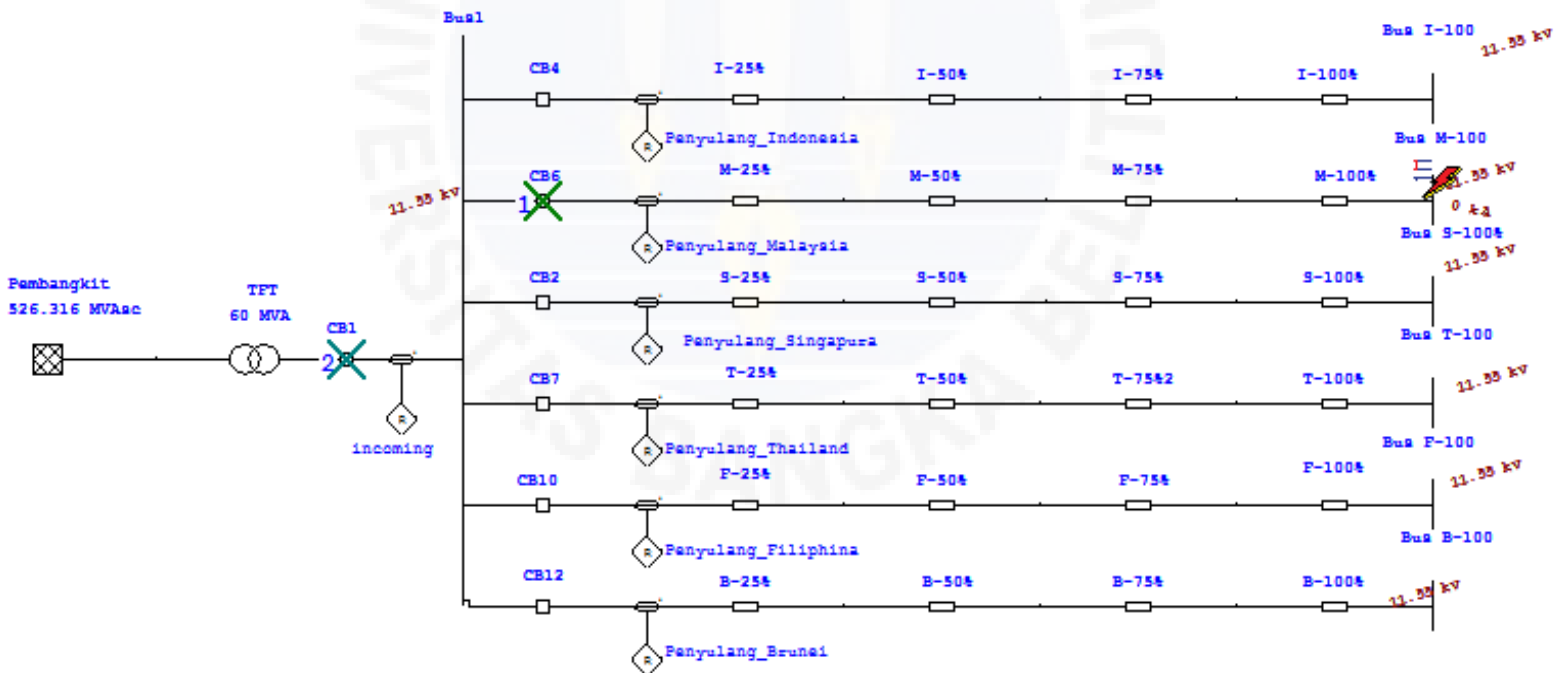 Bus1
Bus I-100
11.55 kV
CB4
I-25%
I-50%
I-75%
I-100%
R
Penyulang_Indonesia
Bus M-100
CB6
M-25%
M-50%
M-75%
M-100%
11.55 kV
1
R
Penyulang_Malaysia
0 kA
Bus S-100%
11.55 kV
CB2
S-25%
S-50%
S-75%
S-100%
R
Penyulang_Singapura
Pembangkit
526.316 MVAsc
TFT
60 MVA
CB1
2
R
incoming
Bus T-100
11.55 kV
CB7
T-25%
T-50%
T-75%2
T-100%
R
Penyulang_Thailand
Bus F-100
11.55 kV
CB10
F-25%
F-50%
F-75%
F-100%
R
Penyulang_Filiphina
Bus B-100
CB12
B-25%
B-50%
B-75%
B-100%
11.55 kV
R
Penyulang_Brunei
UNIVERSITAS BANGKA BELITUNG